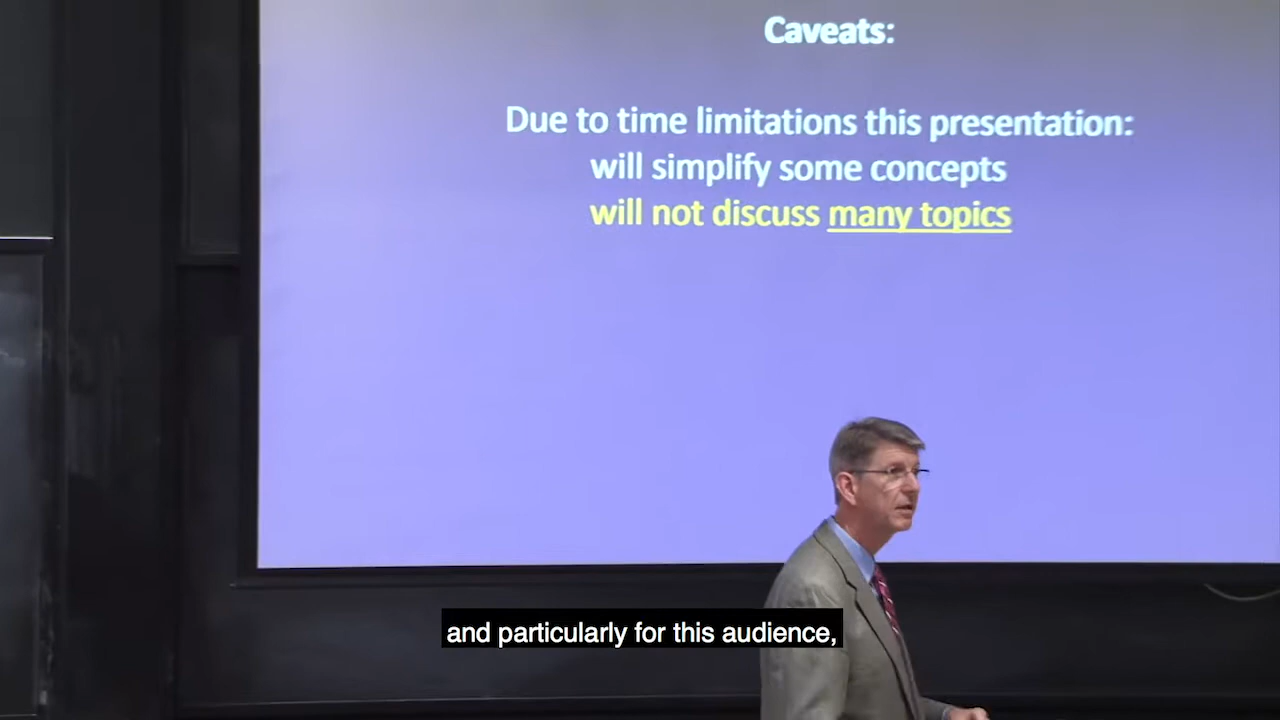 Caveats:
Due to time limitations this presentation:
will simplify some concepts
will not discuss many topics
and particularly for this audience,